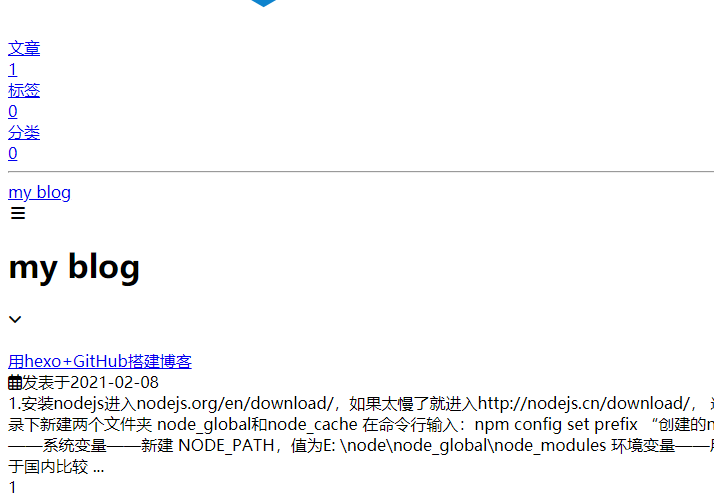 文章
1
标签
0
分类
0
my blog
my blog
用hexo+GitHub搭建博客
发表于2021-02-08
1.安装nodejs进入nodejs.org/en/download/，如果太慢了就进入http://nodejs.cn/download/，
录下新建两个文件夹 node_global和node_cache 在命令行输入：npm config set prefix “创建的
——系统变量——新建 NODE_PATH，值为E: \node\node_global\node_modules 环境变量——
于国内比较 ...
1